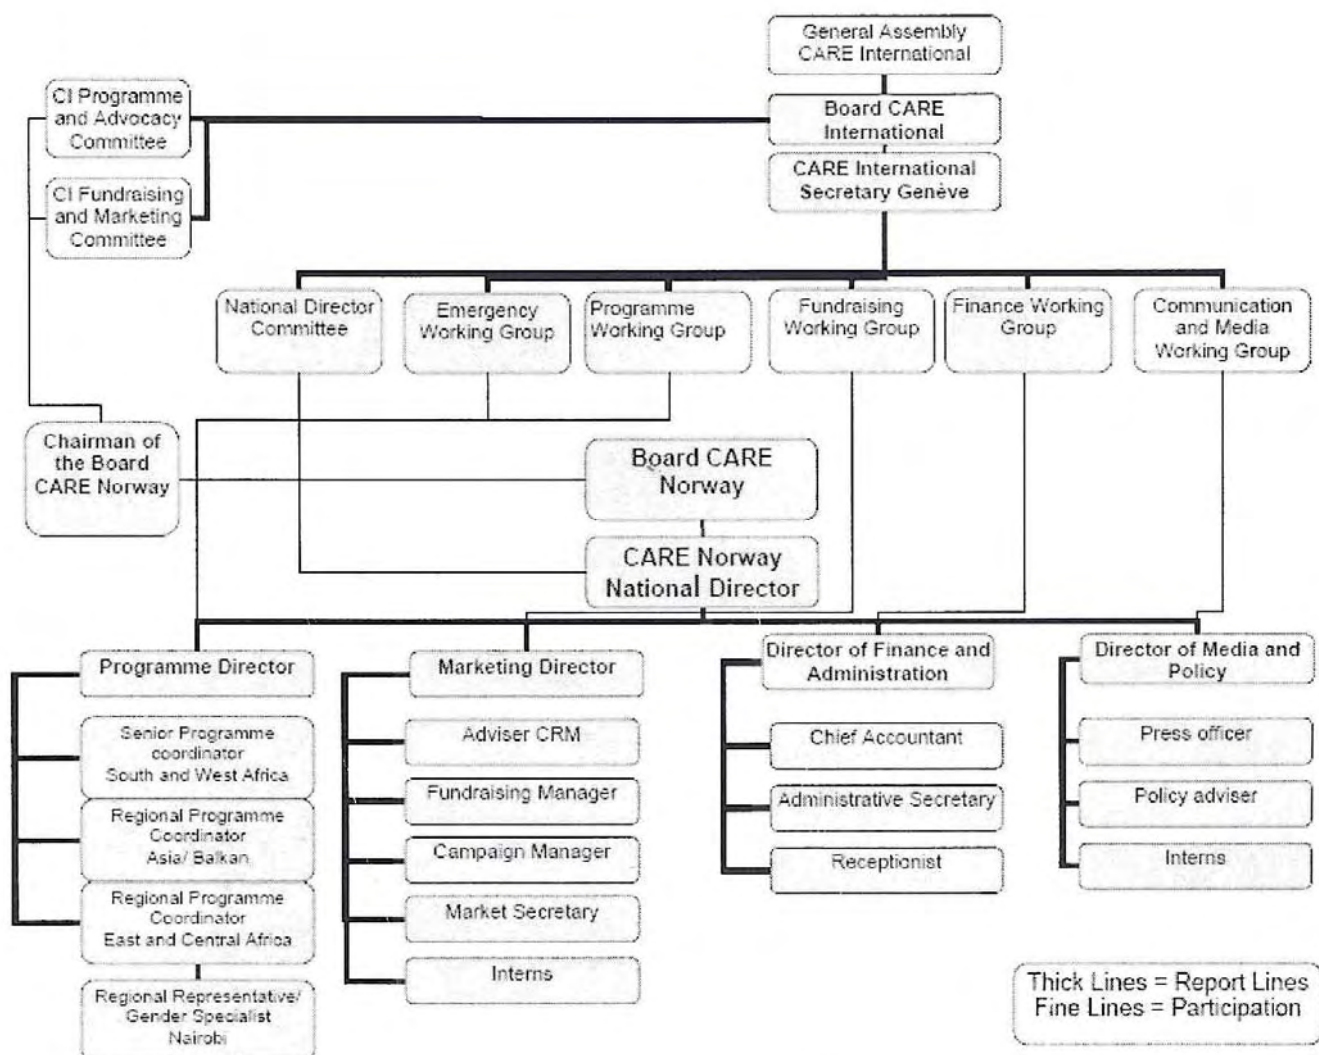 General Assembly
CARE International
CI Programme
and Advocacy
Committee
Board CARE
International
CARE International
Secretary Genève
CI Fundraising
and Marketing
Committee
National Director
Committee
Emergency
Working Group
Programme
Working Group
Fundraising
Working Group
Finance Working
Group
Communication
and Media
Working Group
Chairman of
the Board
CARE Norway
Board CARE
Norway
CARE Norway
National Director
Programme Director
Senior Programme
coordinator
South and West Africa
Regional Programme
Coordinator
Asia/ Balkan
Regional Programme
Coordinator
East and Central Africa
Regional Representative/
Gender Specialist
Nairobi
Marketing Director
Adviser CRM
Fundraising Manager
Campaign Manager
Market Secretary
Interns
Director of Finance and
Administration
Chief Accountant
Administrative Secretary
Receptionist
Director of Media and
Policy
Press officer
Policy adviser
Interns
Thick Lines = Report Lines
Fine Lines = Participation